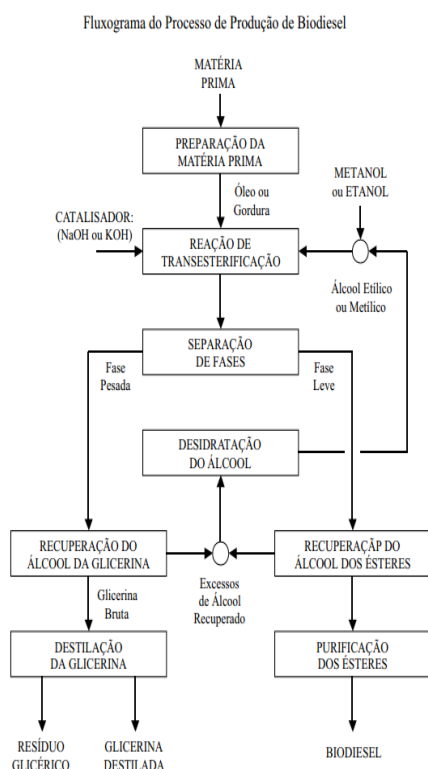 Fluxograma do Processo de Produção de Biodiesel
MATÉRIA
PRIMA
PREPARAÇÃO DA
MATÉRIA PRIMA
METANOL
ou ETANOL
Óleo ou
Gordura
CATALISADOR:
(NaOH ou KOH)
REAÇÃO DE
TRANSESTERIFICAÇÃO
Álcool Etílico
ou Metílico
SEPARAÇÃO
DE FASES
Fase
Pesada
Fase
Leve
DESIDRATAÇÃO
DO ÁLCOOL
RECUPERAÇÃO DO
ÁLCOOL DA GLICERINA
RECUPERAÇÃP DO
ÁLCOOL DOS ÉSTERES
Excessos
de Álcool
Recuperado
Glicerina
Bruta
DESTILAÇÃO
DA GLICERINA
PURIFICAÇÃO
DOS ÉSTERES
RESÍDUO
GLICÉRICO
GLICERINA
DESTILADA
BIODIESEL